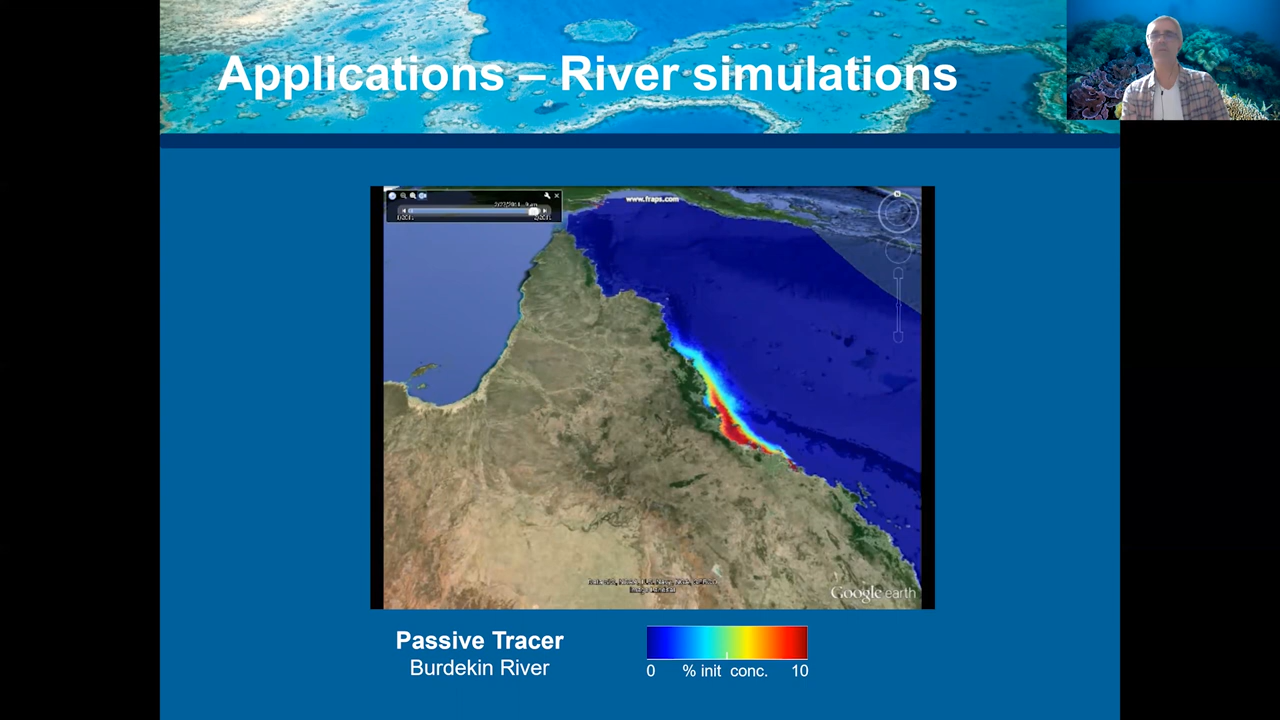 Applications – River simulations
www.fraps.com
Google earth
Passive Tracer
Burdekin River
0 % init conc. 10